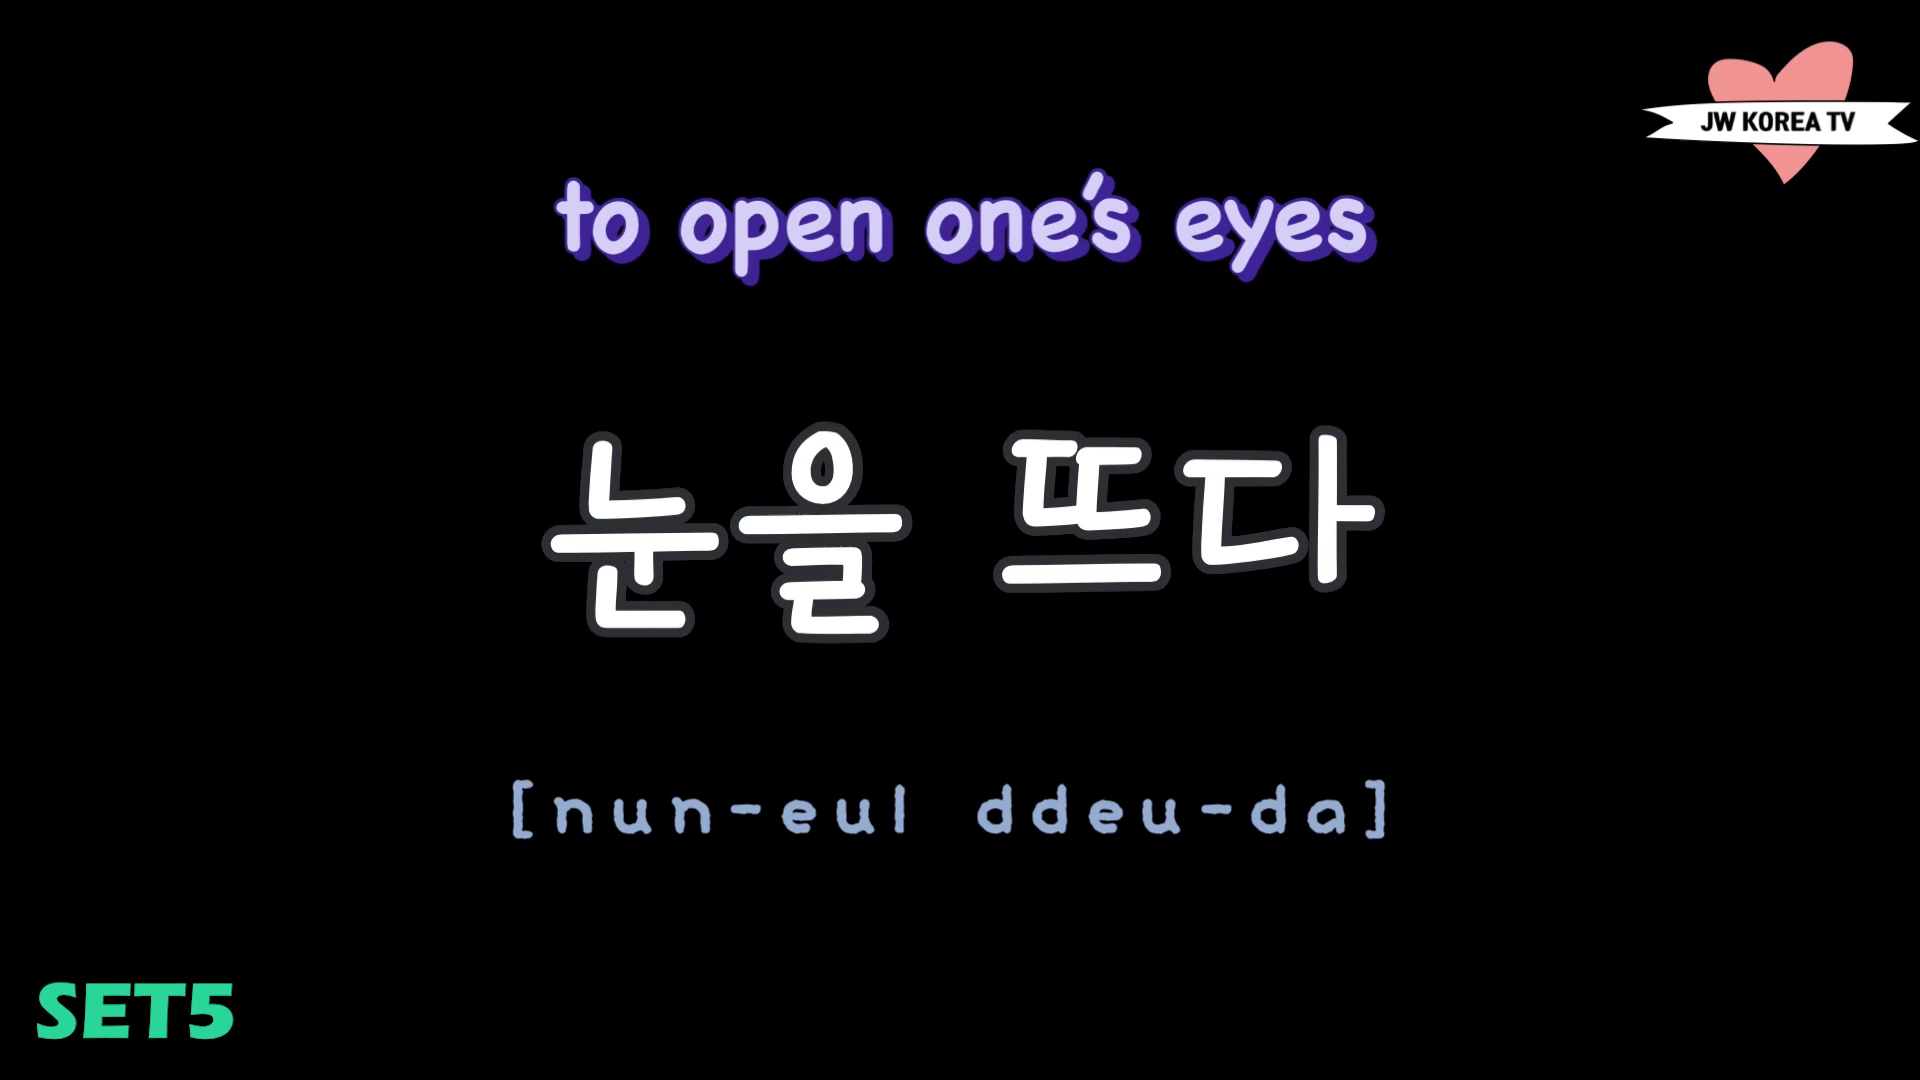 JW KOREA TV
to open one's eyes
눈을 뜨다
[nun-eul ddeu-da]
SET5